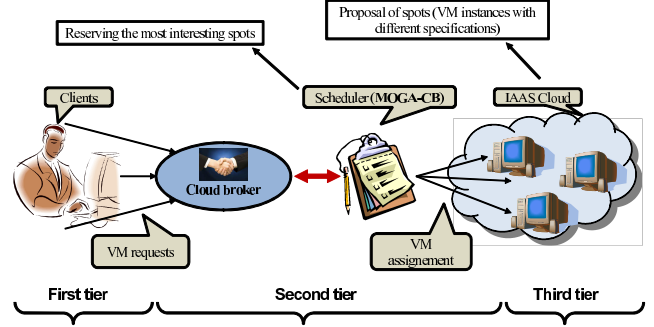 Proposal of spots (VM instances with
different specifications)
Reserving the most interesting spots
Clients
Scheduler (MOGA-CB)
IAAS Cloud
Cloud broker
VM requests
VM
assignement
First tier
Second tier
Third tier